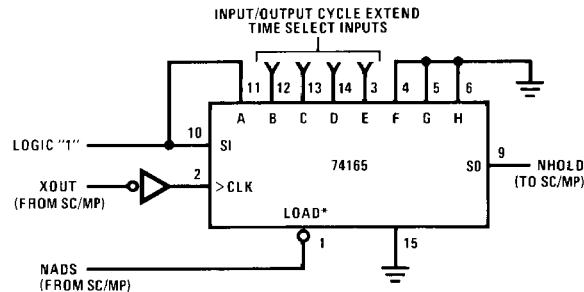 INPUT/OUTPUT CYCLE EXTEND
TIME SELECT INPUTS
11 12 13 14 3 4 5 6
A B C D E F G H
LOGIC "1" 10 SI
74165
SO 9 NHOLD
(TO SC/MP)
XOUT 2 >CLK
(FROM SC/MP)
LOAD*
1 15
NADS
(FROM SC/MP)